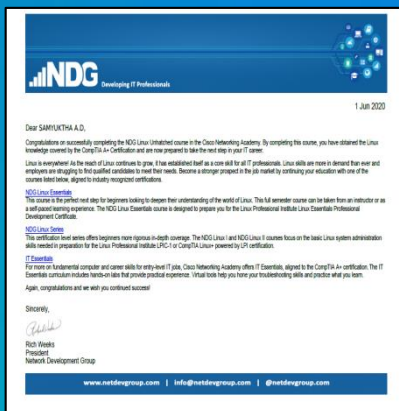 NDG Developing IT Professionals
1 Jun 2020
Dear SAMYUKTHA A.D,
Congratulations on successfully completing the NDG Linux Unhatched course in the Cisco Networking Academy. By completing this course, you have obtained the Linux
knowledge covered by the CompTIA A+ Certification and are now prepared to take the next step in your IT career.
Linux is everywhere! As the reach of Linux continues to grow, it has established itself as a core skill for all IT professionals. Linux skills are more in demand than ever and
employers are struggling to find qualified candidates to meet their needs. Become a stronger prospect in the job market by continuing your education with one of the
courses listed below, aligned to industry recognized certifications.
NDG Linux Essentials
This course is the perfect next step for beginners looking to deepen their understanding of the world of Linux. This full semester course can be taken from an instructor or as
a self-paced learning experience. The NDG Linux Essentials course is designed to prepare you for the Linux Professional Institute Linux Essentials Professional
Development Certificate.
NDG Linux Series
This certification level series offers beginners more rigorous in-depth coverage. The NDG Linux I and NDG Linux II courses focus on the basic Linux system administration
skills needed in preparation for the Linux Professional Institute LPIC-1 or CompTIA Linux+ powered by LPI certification.
IT Essentials
For more on fundamental computer and career skills for entry-level IT jobs, Cisco Networking Academy offers IT Essentials, aligned to the CompTIA A+ certification. The IT
Essentials curriculum includes hands-on labs that provide practical experience. Virtual tools help you hone your troubleshooting skills and practice what you learn.
Again, congratulations and we wish you continued success!
Sincerely,
Rich Weeks
President
Network Development Group
www.netdevgroup.com | info@netdevgroup.com | @netdevgroup.com